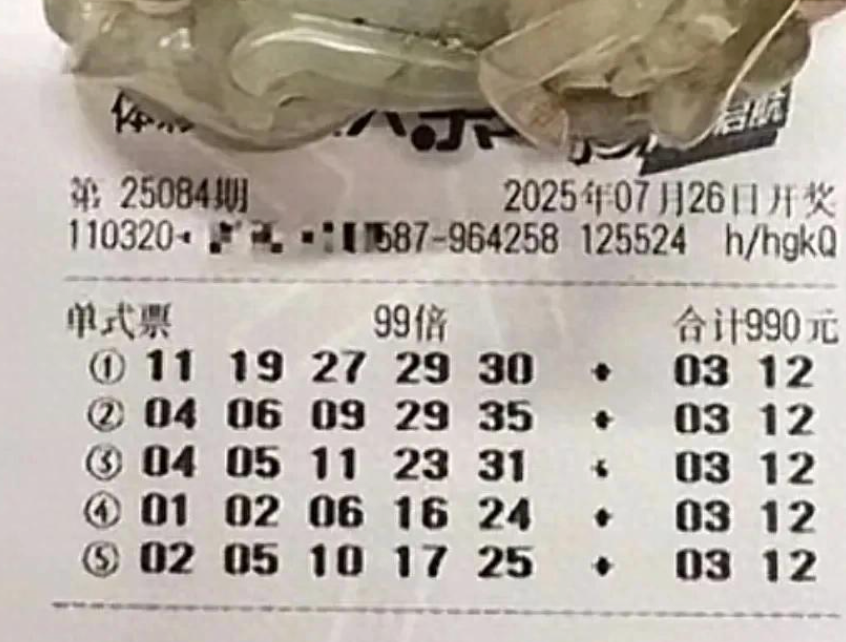 第 25084期 2025年07月26日开奖
110320- 587-964258 125524 h/hgkQ
单式票 99倍 合计990元
① 11 19 27 29 30 + 03 12
② 04 06 09 29 35 + 03 12
③ 04 05 11 23 31 + 03 12
④ 01 02 06 16 24 + 03 12
⑤ 02 05 10 17 25 + 03 12